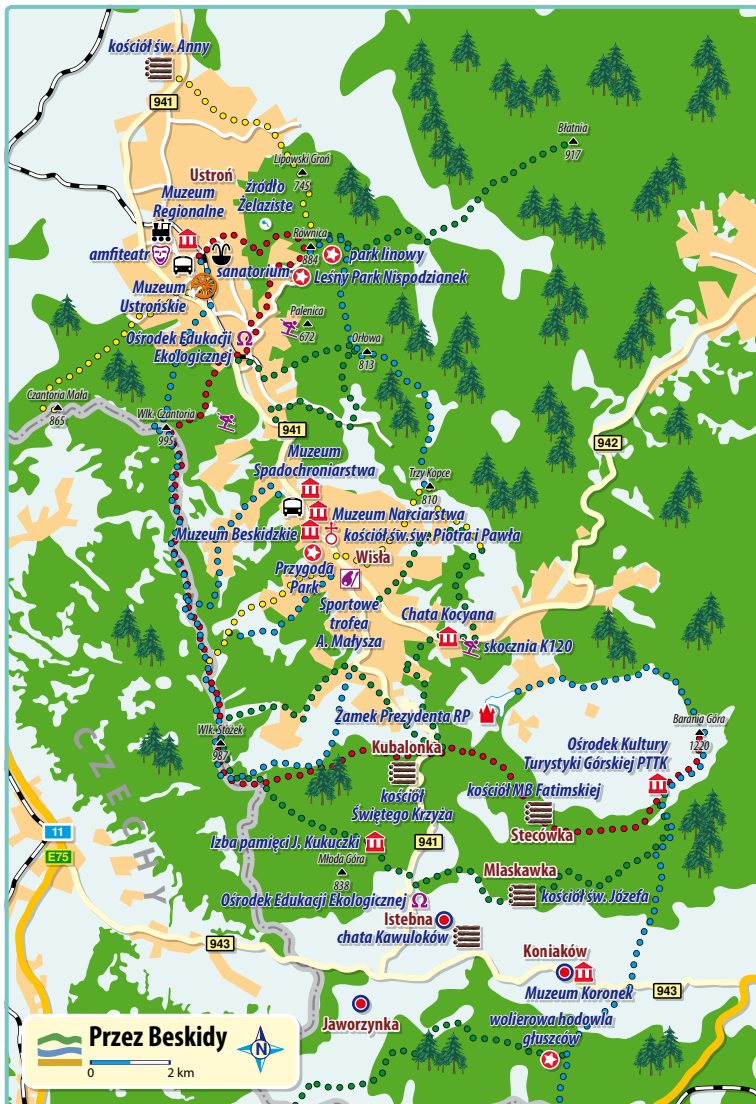 kościół św. Anny
941
Błatnia
917
Lipowski Groń
745
Ustroń
Muzeum
Regionalne
źródło
Żelaziste
Równica
884
amfiteatr
park linowy
sanatorium
Leśny Park Nispodzianek
Muzeum
Ustrońskie
Palenica
672
Ośrodek Edukacji
Ekologicznej
Orłowa
813
Czantoria Mała
865
Wlk. Czantoria
995
941
942
Muzeum
Spadochroniarstwa
Trzy Kopce
810
Muzeum Narciarstwa
Muzeum Beskidzkie
kościół św. św. Piotra i Pawła
Wisła
Przygoda
Park
Sportowe
trofea
A. Małysza
Chata Kocyana
skocznia K120
Zamek Prezydenta RP
Barania Góra
1220
Wlk. Stożek
987
Kubalonka
Ośrodek Kultury
Turystyki Górskiej PTTK
CZECHY
kościół
Świętego Krzyża
kościół MB Fatimskiej
Stecówka
11
E75
Izba pamięci J. Kukuczki
941
Młoda Góra
838
Mlaskawka
kościół św. Józefa
Ośrodek Edukacji Ekologicznej
Istebna
chata Kawuloków
943
Koniaków
Muzeum Koronek
943
Jaworzynka
wolierowa hodowla
głuszców
Przez Beskidy
N
0
2 km